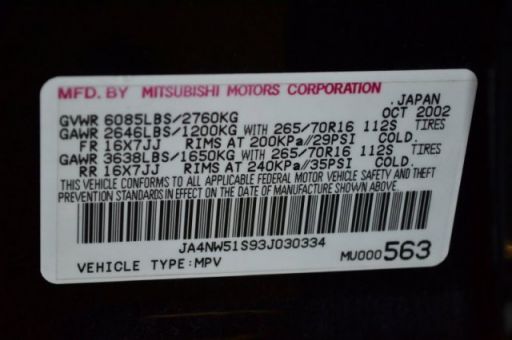 MFD. BY MITSUBISHI MOTORS CORPORATION
JAPAN
GVWR 6085LBS/2760KG OCT 2002
GAWR 2646LBS/1200KG WITH 265/70R16 112S TIRES
FR 16X7JJ RIMS AT 200KPa//29PSI COLD.
GAWR 3638LBS/1650KG WITH 265/70R16 112S TIRES
RR 16X7JJ RIMS AT 240KPa//35PSI COLD.
THIS VEHICLE CONFORMS TO ALL APPLICABLE FEDERAL MOTOR VEHICLE SAFETY AND THEFT
PREVENTION STANDARDS IN EFFECT ON THE DATE OF MANUFACTURE SHOWN ABOVE.
JA4NW51S93J030334
VEHICLE TYPE:MPV MU000563